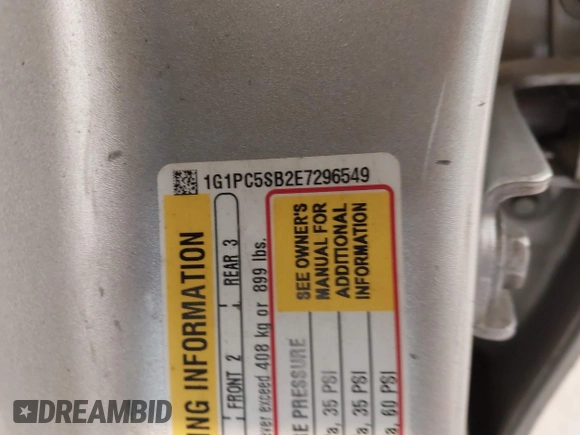 1G1PC5SB2E7296549
SEE OWNER'S
MANUAL FOR
ADDITIONAL
INFORMATION
ING INFORMATION
FRONT 2
REAR 3
ever exceed 408 kg or 899 lbs.
E PRESSURE
a, 35 PSI
a, 35 PSI
a, 60 PSI
DREAMBID